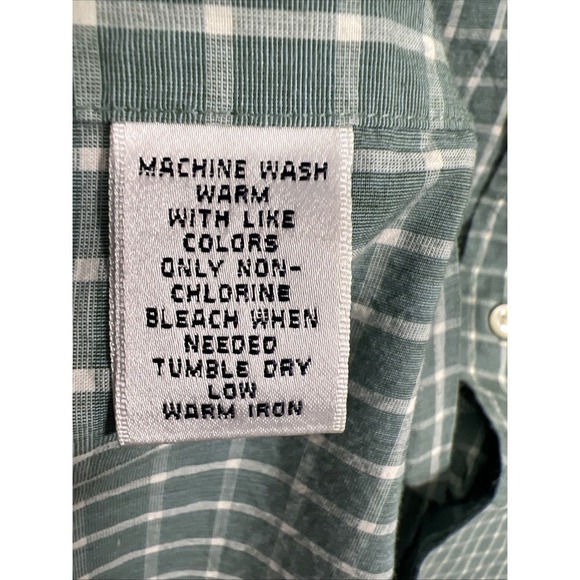 MACHINE WASH
WARM
WITH LIKE
COLORS
ONLY NON-
CHLORINE
BLEACH WHEN
NEEDED
TUMBLE DRY
LOW
WARM IRON